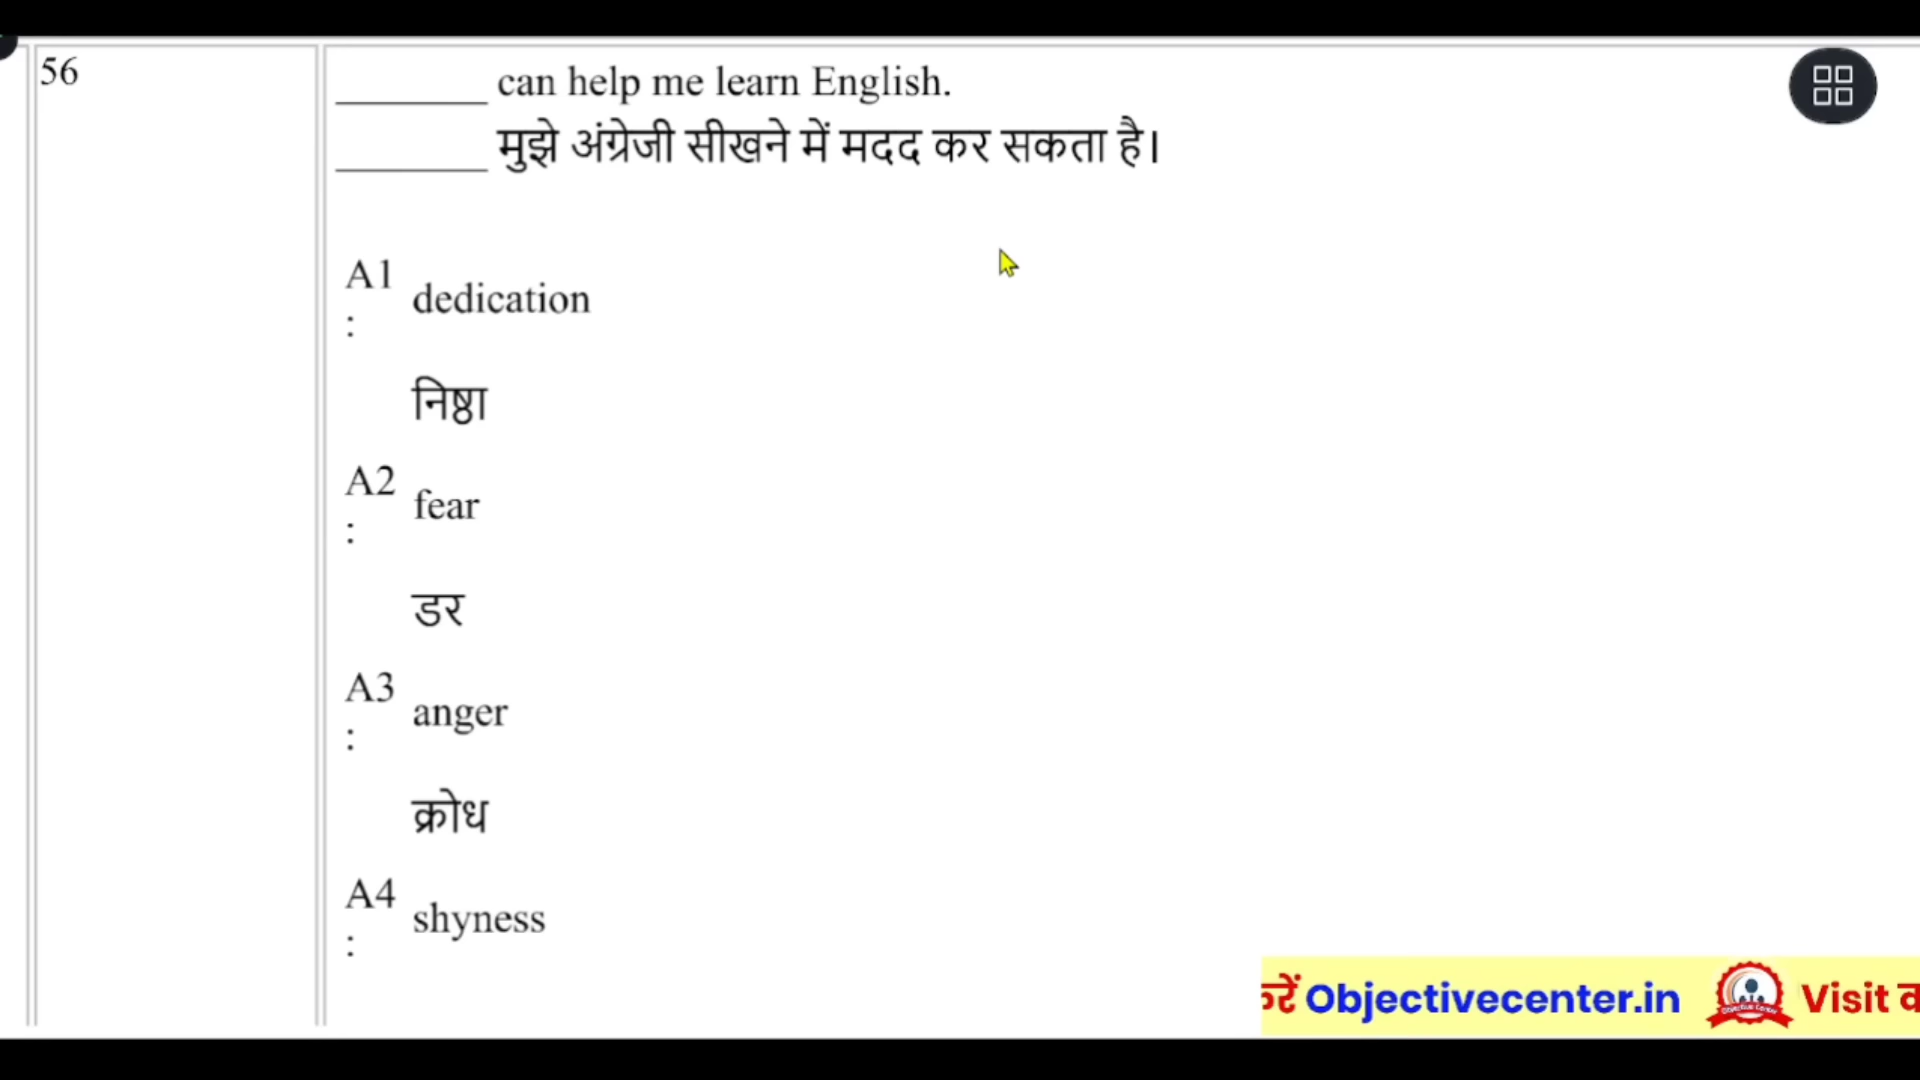 56
_______ can help me learn English.
_______ मुझे अंग्रेजी सीखने में मदद कर सकता है।
A1
:
dedication
निष्ठा
A2
:
fear
डर
A3
:
anger
क्रोध
A4
:
shyness
रें Objectivecenter.in Visit